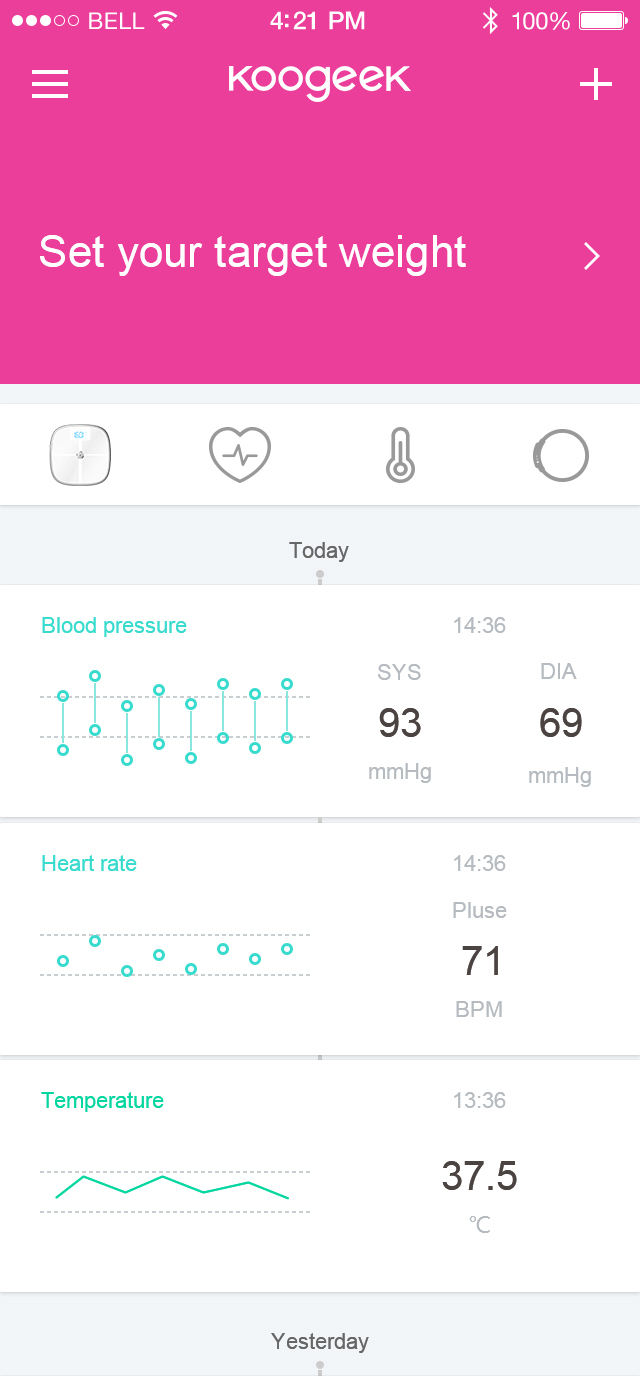 BELL 4:21 PM 100%
KOOGEEK
Set your target weight
Today
Blood pressure 14:36
SYS DIA
93 69
mmHg mmHg
Heart rate 14:36
Pluse
71
BPM
Temperature 13:36
37.5
℃
Yesterday